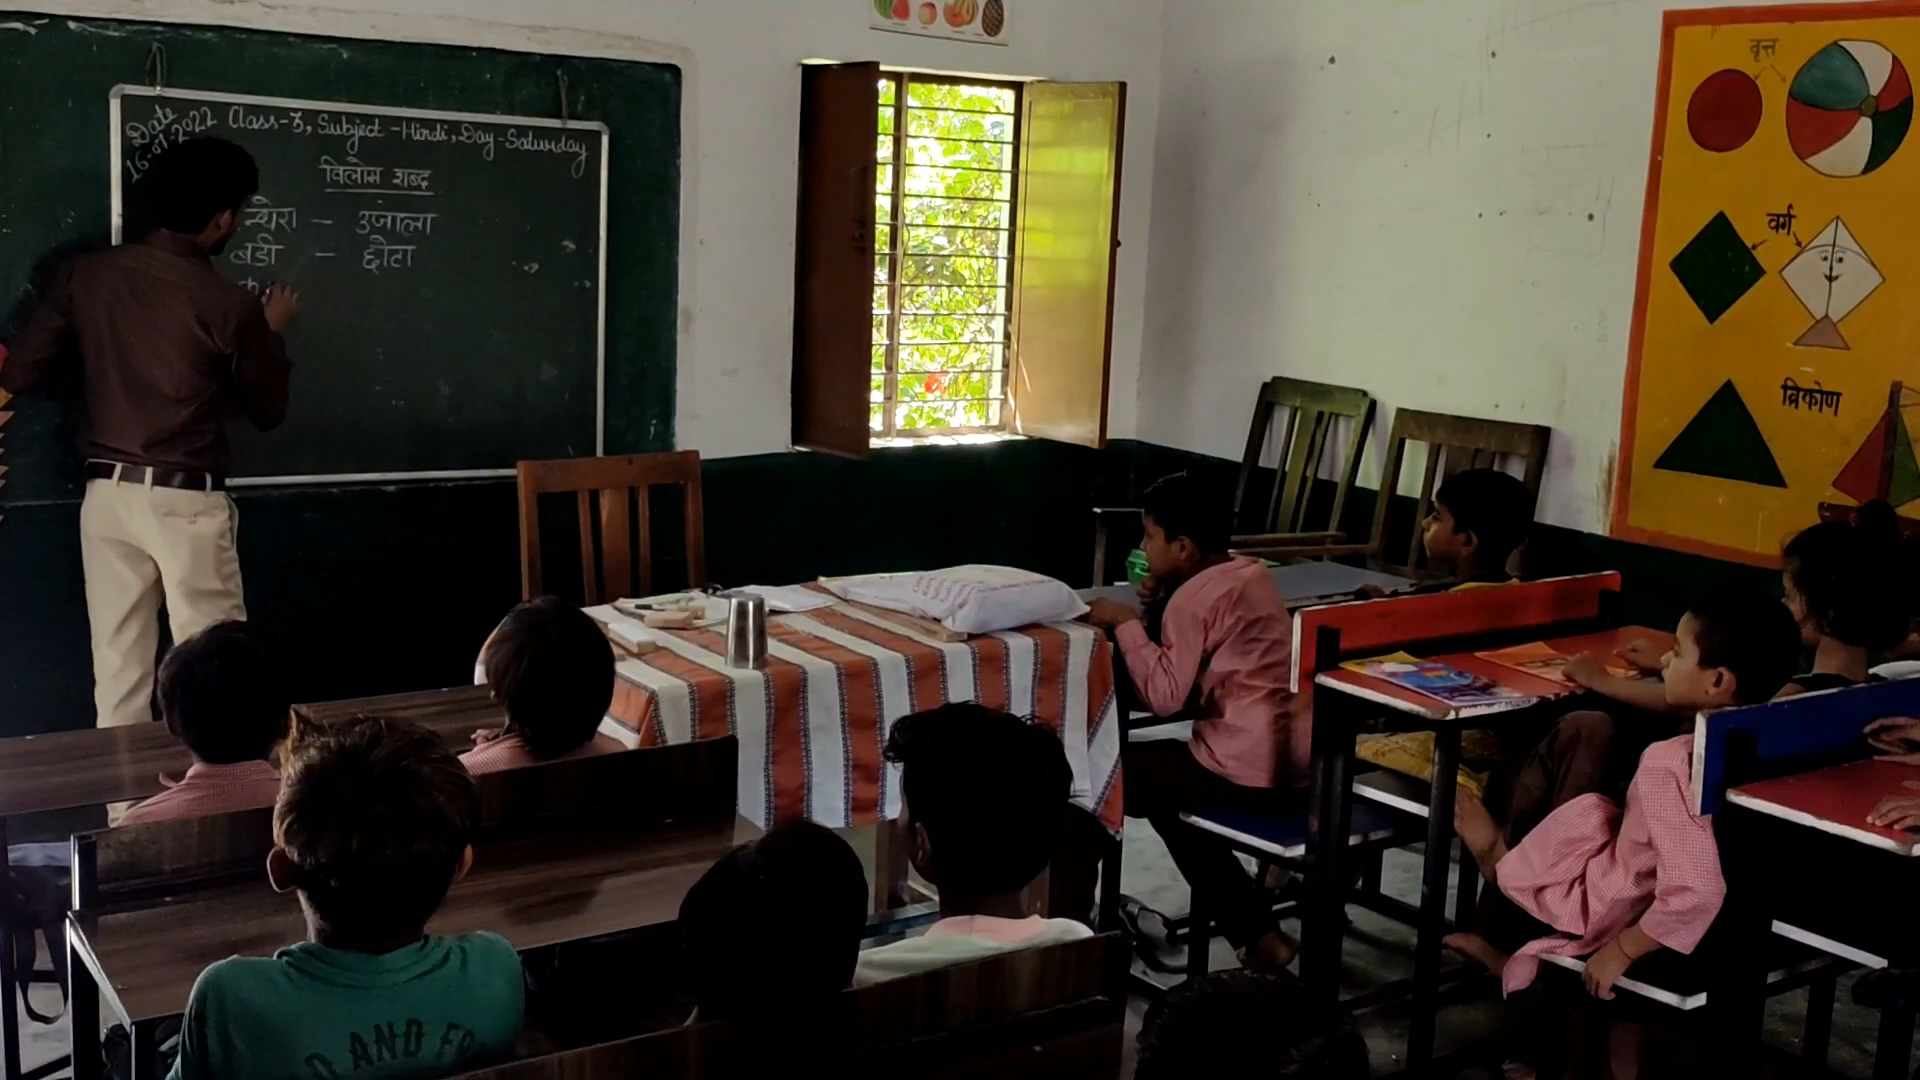 Date
16-07-2022
Class-3, Subject-Hindi, Day-Saturday
विलोम शब्द
न्धेरा – उजाला
बडी – छोटा
वृत्त
वर्ग
त्रिकोण
AND